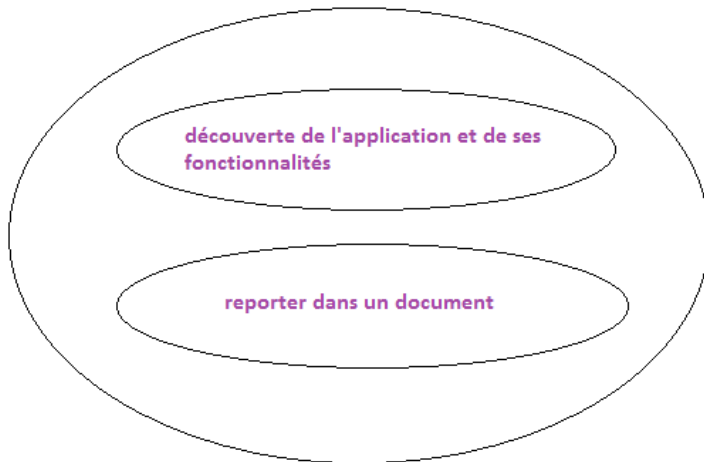 découverte de l'application et de ses
fonctionnalités
reporter dans un document